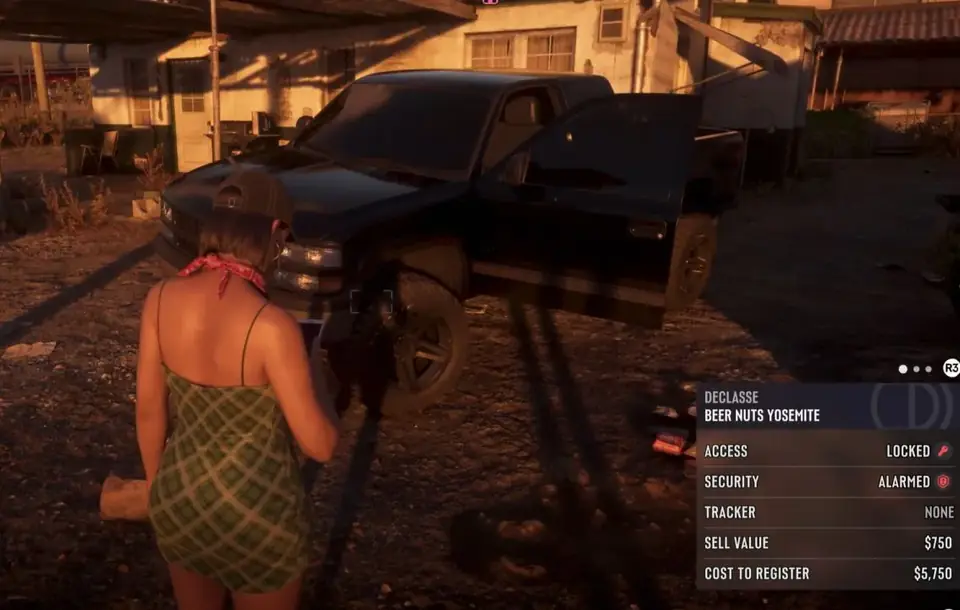 R3
DECLASSE
BEER NUTS YOSEMITE
ACCESS LOCKED
SECURITY ALARMED
TRACKER NONE
SELL VALUE $750
COST TO REGISTER $5,750